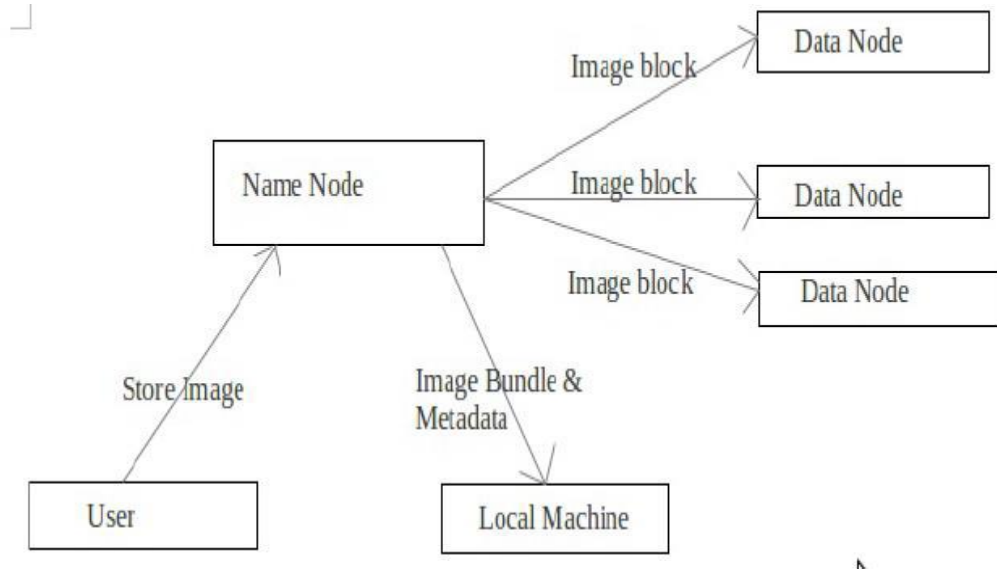 Data Node
Image block
Name Node
Image block
Data Node
Image block
Data Node
Store Image
Image Bundle &
Metadata
User
Local Machine